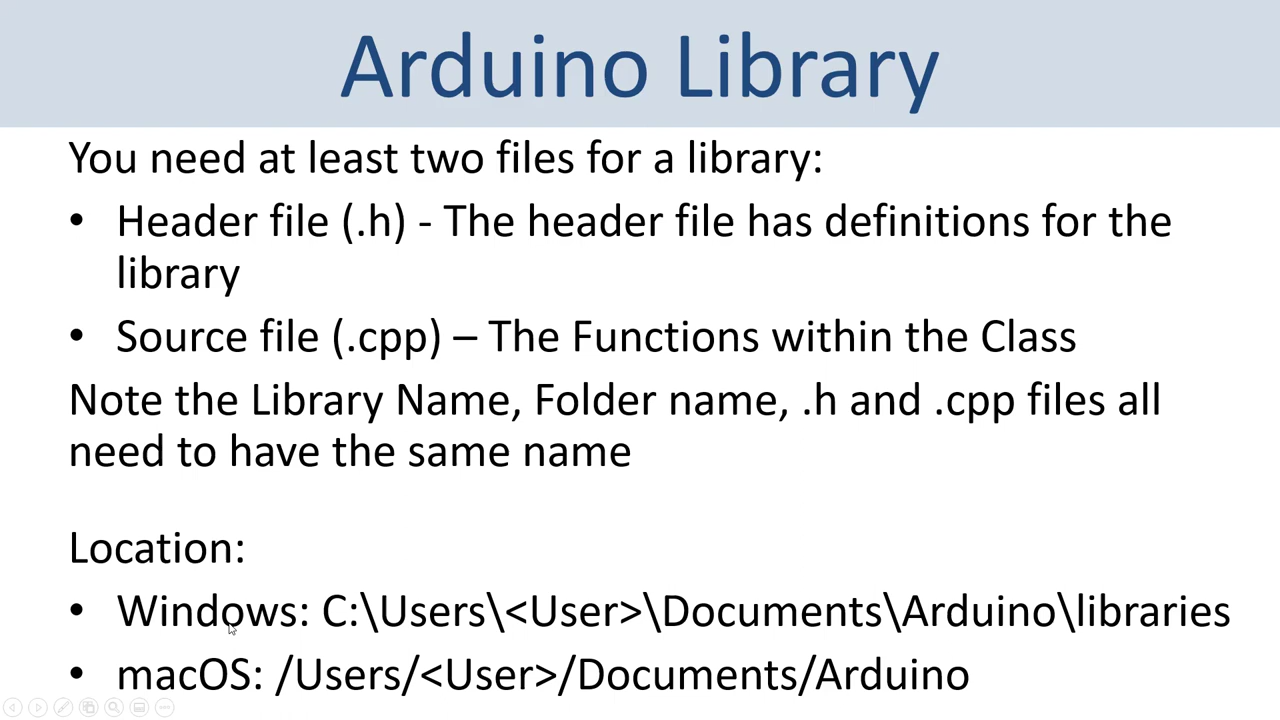 Arduino Library
You need at least two files for a library:
• Header file (.h) - The header file has definitions for the
library
• Source file (.cpp) – The Functions within the Class
Note the Library Name, Folder name, .h and .cpp files all
need to have the same name
Location:
• Windows: C:\Users\<User>\Documents\Arduino\libraries
• macOS: /Users/<User>/Documents/Arduino